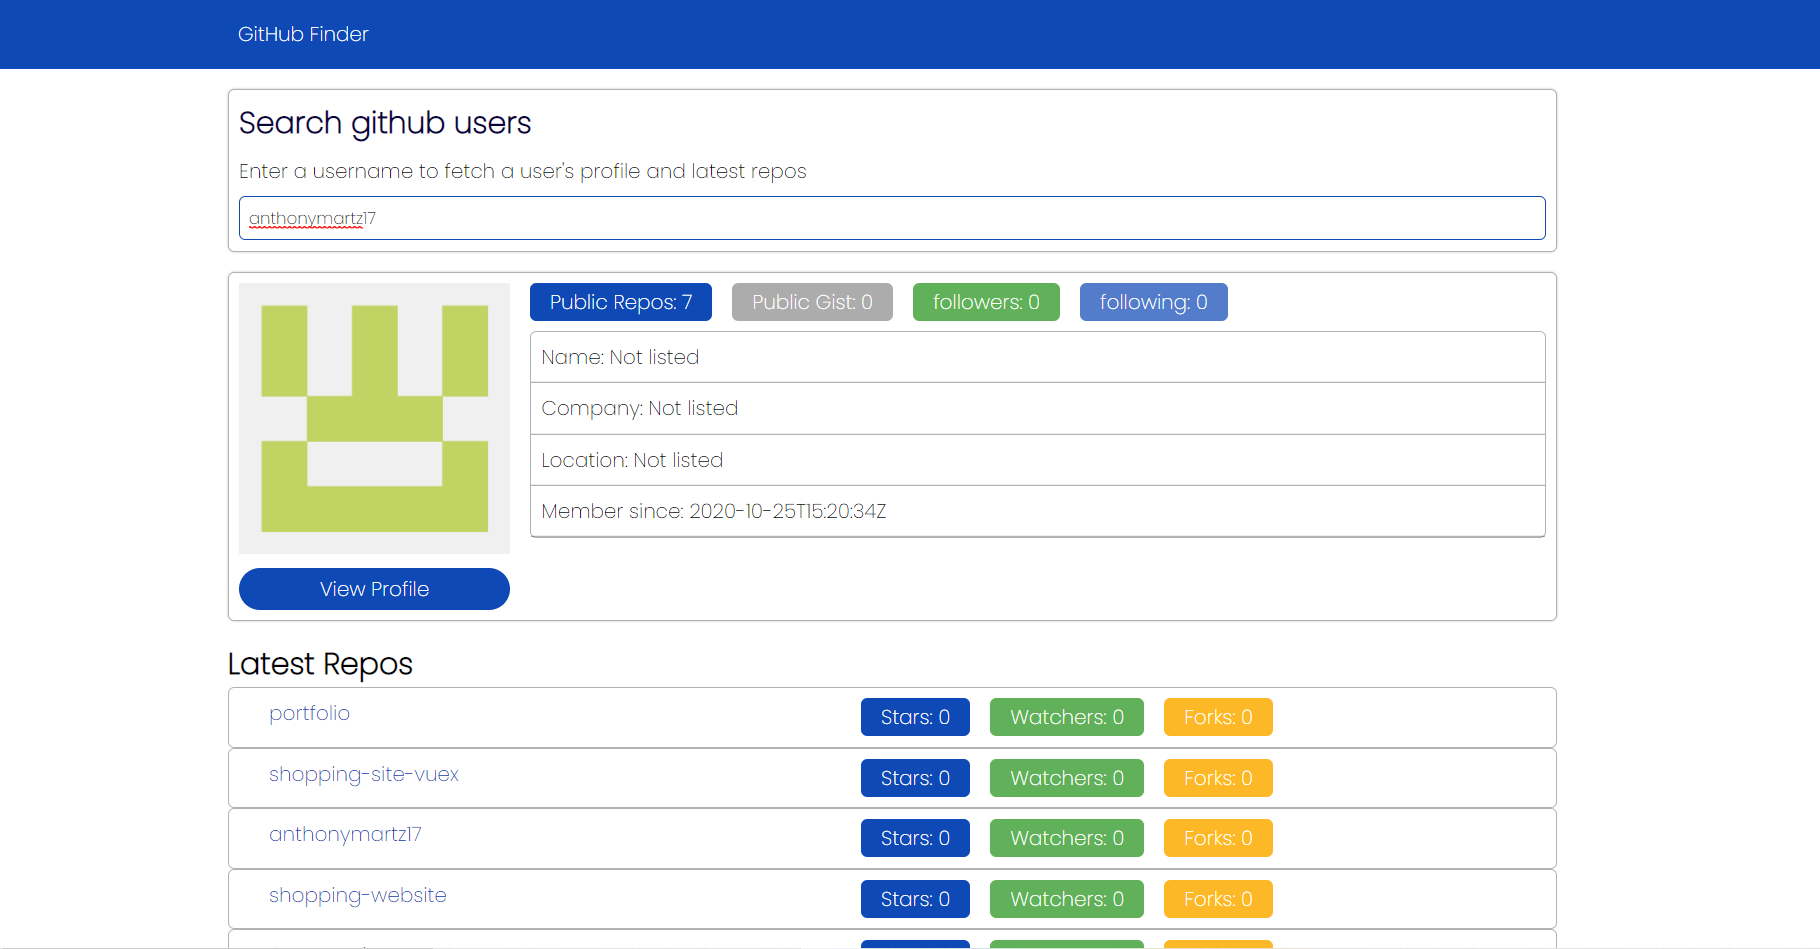 GitHub Finder
Search github users
Enter a username to fetch a user's profile and latest repos
anthonymartz17
Public Repos: 7 Public Gist: 0 followers: 0 following: 0
Name: Not listed
Company: Not listed
Location: Not listed
Member since: 2020-10-25T15:20:34Z
View Profile
Latest Repos
portfolio Stars: 0 Watchers: 0 Forks: 0
shopping-site-vuex Stars: 0 Watchers: 0 Forks: 0
anthonymartz17 Stars: 0 Watchers: 0 Forks: 0
shopping-website Stars: 0 Watchers: 0 Forks: 0